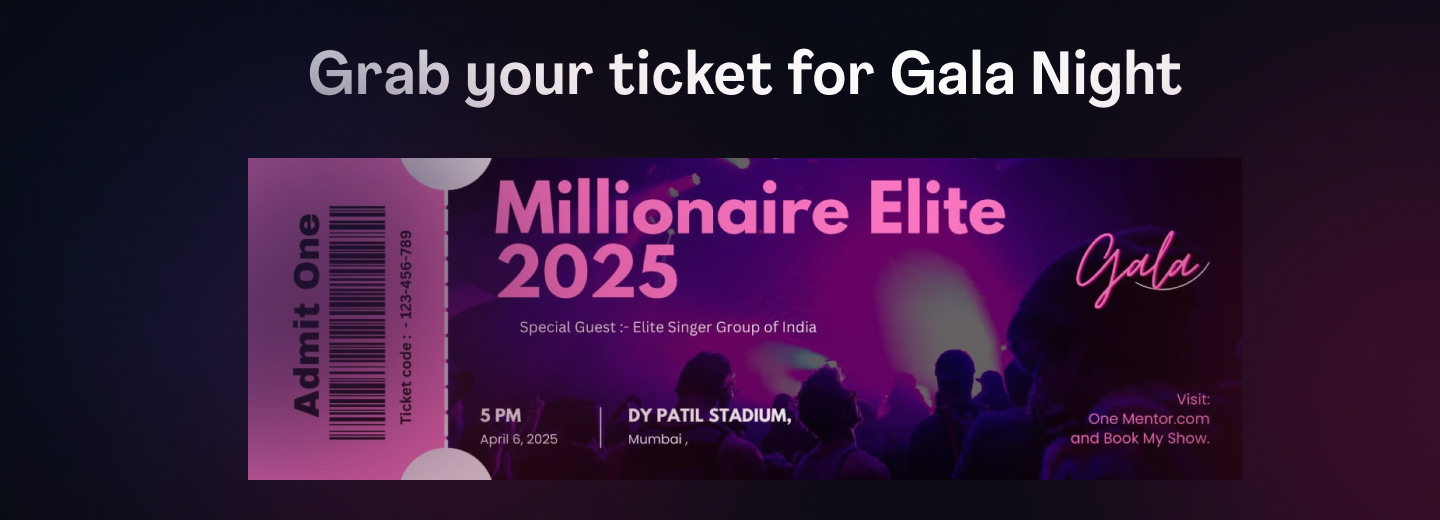 Grab your ticket for Gala Night
Admit One
Ticket code : - 123-456-789
Millionaire Elite
2025
Special Guest :- Elite Singer Group of India
Gala
5 PM
April 6, 2025
DY PATIL STADIUM,
Mumbai ,
Visit:
One Mentor.com
and Book My Show.